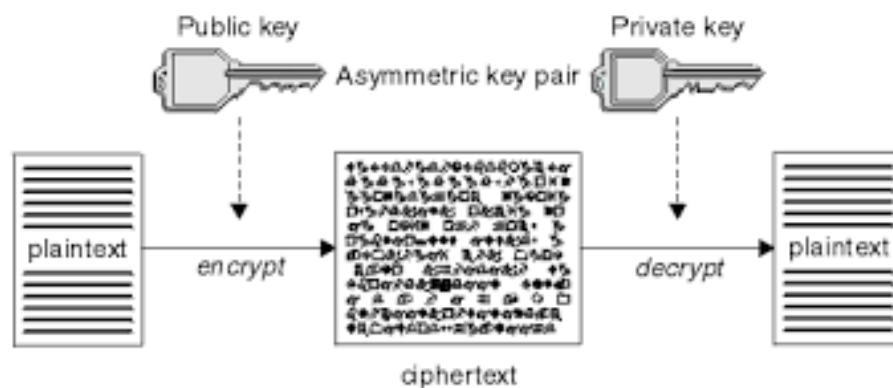 Public key
Private key
Asymmetric key pair
plaintext
encrypt
decrypt
plaintext
ciphertext